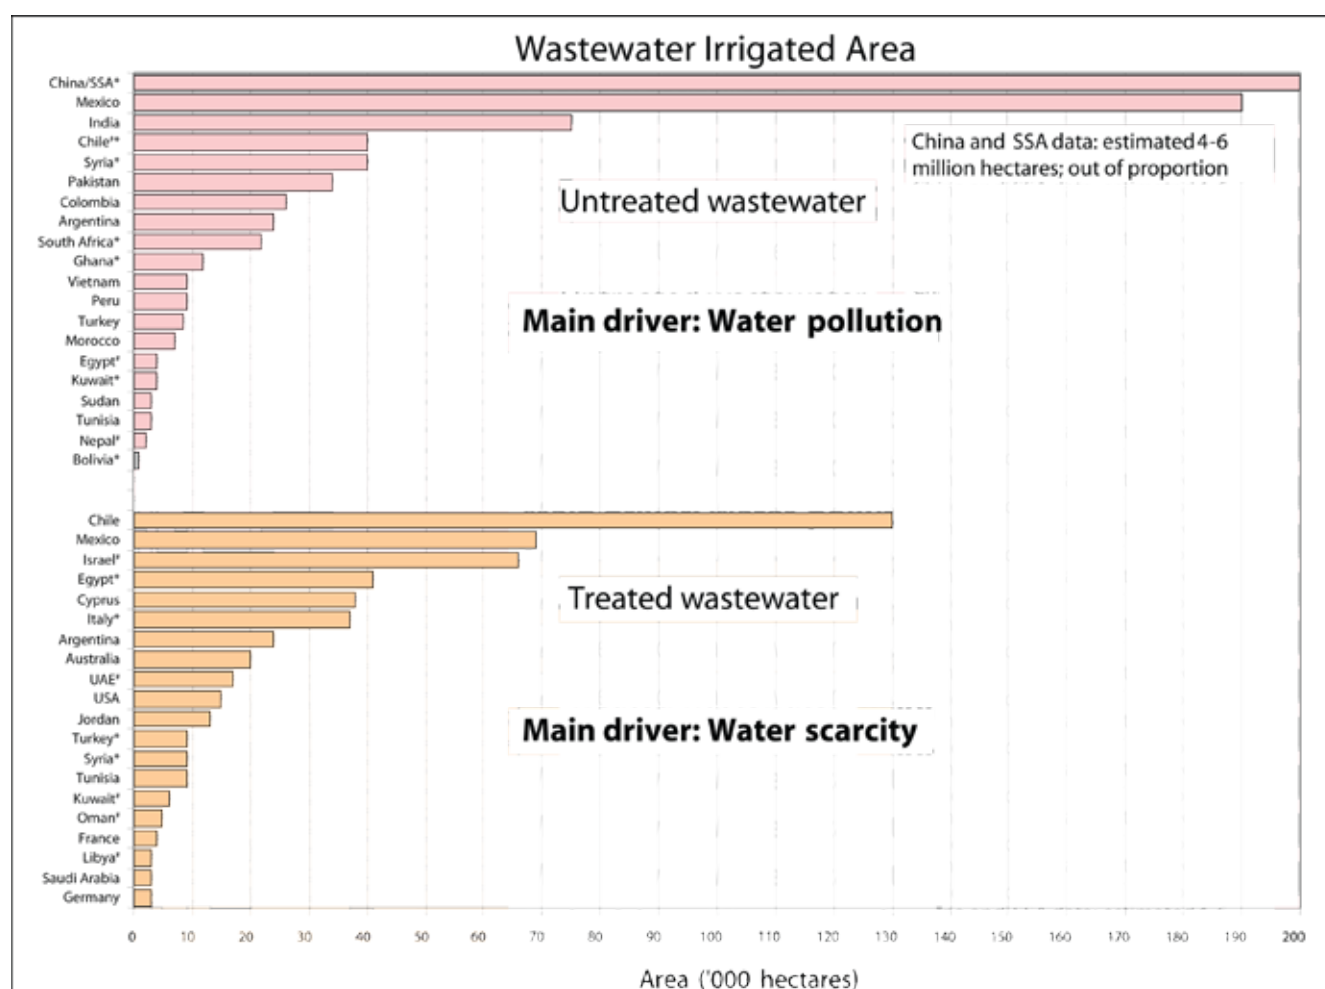 Wastewater Irrigated Area
China/SSA*
Mexico
India
China and SSA data: estimated 4-6
million hectares; out of proportion
Chile'*
Syria*
Pakistan
Untreated wastewater
Colombia
Argentina
South Africa*
Ghana*
Vietnam
Peru
Main driver: Water pollution
Turkey
Morocco
Egypt'
Kuwait*
Sudan
Tunisia
Nepal'
Bolivia*
Chile
Mexico
Israel'
Egypt*
Treated wastewater
Cyprus
Italy*
Argentina
Australia
UAE'
USA
Jordan
Main driver: Water scarcity
Turkey*
Syria*
Tunisia
Kuwait'
Oman'
France
Libya'
Saudi Arabia
Germany
0 10 20 30 40 50 60 70 80 90 100 110 120 130 140 150 160 170 180 190 200
Area ('000 hectares)